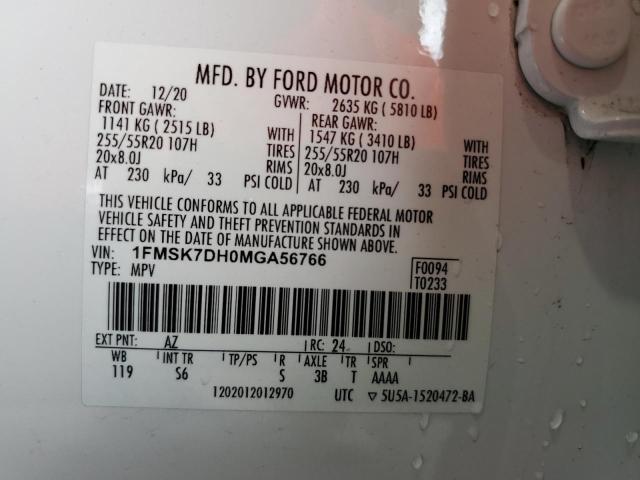 MFD. BY FORD MOTOR CO.
DATE: 12/20 GVWR: 2635 KG ( 5810 LB)
FRONT GAWR: REAR GAWR:
1141 KG ( 2515 LB) WITH 1547 KG ( 3410 LB) WITH
255/55R20 107H TIRES 255/55R20 107H TIRES
20x8.0J RIMS 20x8.0J RIMS
AT 230 kPa/ 33 PSI COLD AT 230 kPa/ 33 PSI COLD
THIS VEHICLE CONFORMS TO ALL APPLICABLE FEDERAL MOTOR
VEHICLE SAFETY AND THEFT PREVENTION STANDARDS IN
EFFECT ON THE DATE OF MANUFACTURE SHOWN ABOVE.
VIN: 1FMSK7DH0MGA56766 F0094
TYPE: MPV T0233
EXT PNT: AZ RC: 24 DSO:
WB INT TR TP/PS R AXLE TR SPR
119 S6 S 3B T AAAA
1202012012970 UTC ▽ 5U5A-1520472-BA